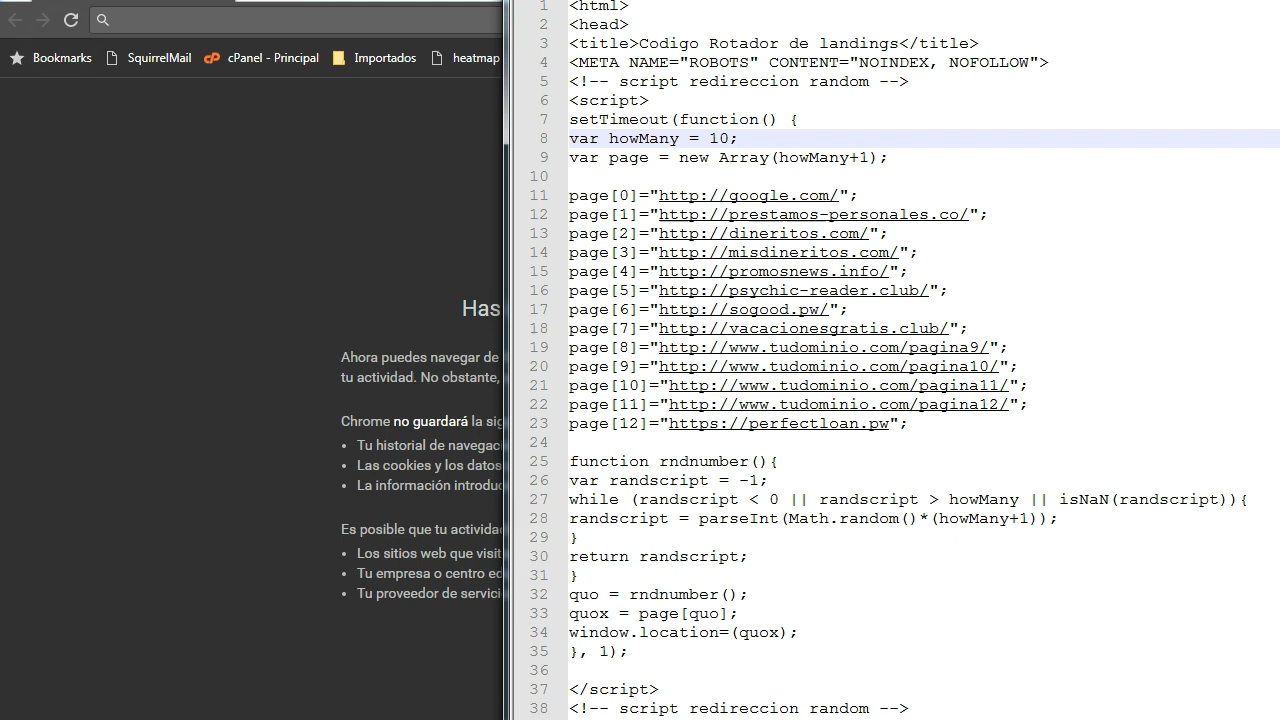 Bookmarks SquirrelMail cPanel - Principal Importados heatmap
Has
Ahora puedes navegar de
tu actividad. No obstante,
Chrome no guardará la sig
• Tu historial de navegaci
• Las cookies y los datos
• La información introduc
Es posible que tu actividad
• Los sitios web que visit
• Tu empresa o centro ed
• Tu proveedor de servici
1 <html>
2 <head>
3 <title>Codigo Rotador de landings</title>
4 <META NAME="ROBOTS" CONTENT="NOINDEX, NOFOLLOW">
5 <!-- script redireccion random -->
6 <script>
7 setTimeout(function() {
8 var howMany = 10;
9 var page = new Array(howMany+1);
10
11 page[0]="http://google.com/";
12 page[1]="http://prestamos-personales.co/";
13 page[2]="http://dineritos.com/";
14 page[3]="http://misdineritos.com/";
15 page[4]="http://promosnews.info/";
16 page[5]="http://psychic-reader.club/";
17 page[6]="http://sogood.pw/";
18 page[7]="http://vacacionesgratis.club/";
19 page[8]="http://www.tudominio.com/pagina9/";
20 page[9]="http://www.tudominio.com/pagina10/";
21 page[10]="http://www.tudominio.com/pagina11/";
22 page[11]="http://www.tudominio.com/pagina12/";
23 page[12]="https://perfectloan.pw";
24
25 function rndnumber(){
26 var randscript = -1;
27 while (randscript < 0 || randscript > howMany || isNaN(randscript)){
28 randscript = parseInt(Math.random()*(howMany+1));
29 }
30 return randscript;
31 }
32 quo = rndnumber();
33 quox = page[quo];
34 window.location=(quox);
35 }, 1);
36
37 </script>
38 <!-- script redireccion random -->